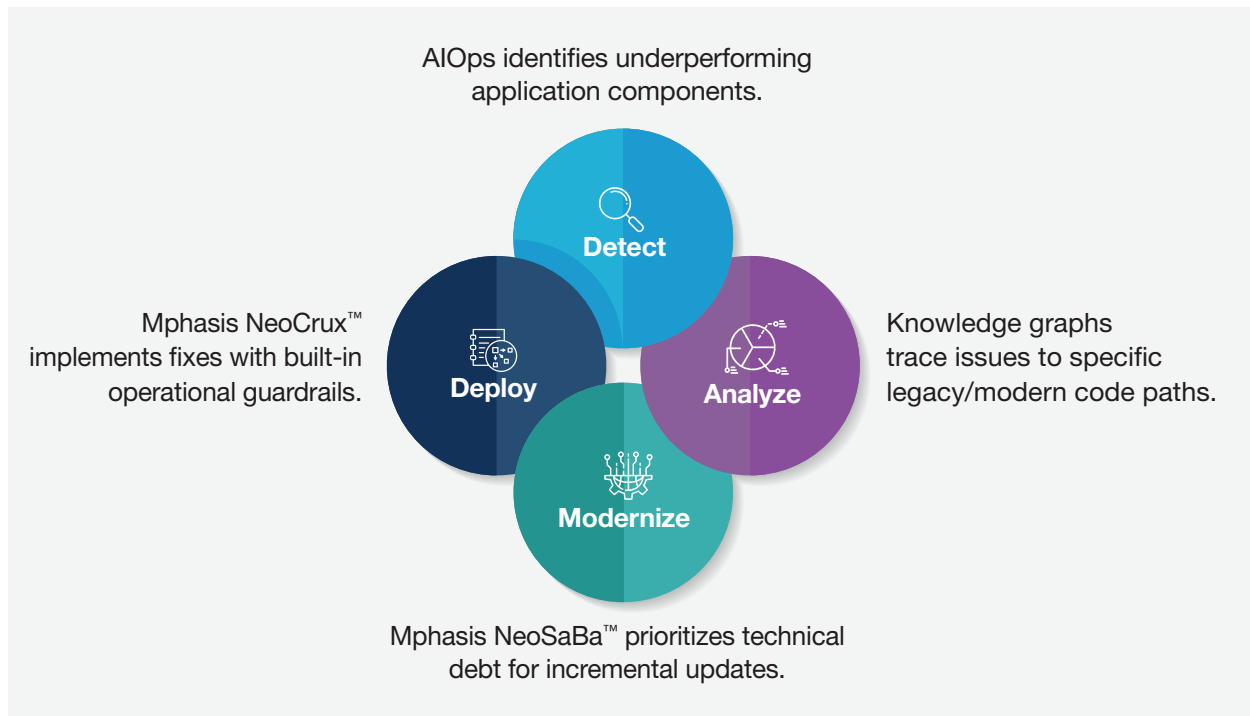 AIOps identifies underperforming
application components.
Detect
Mphasis NeoCrux™
implements fixes with built-in
operational guardrails.
Deploy
Analyze
Knowledge graphs
trace issues to specific
legacy/modern code paths.
Modernize
Mphasis NeoSaBa™ prioritizes technical
debt for incremental updates.